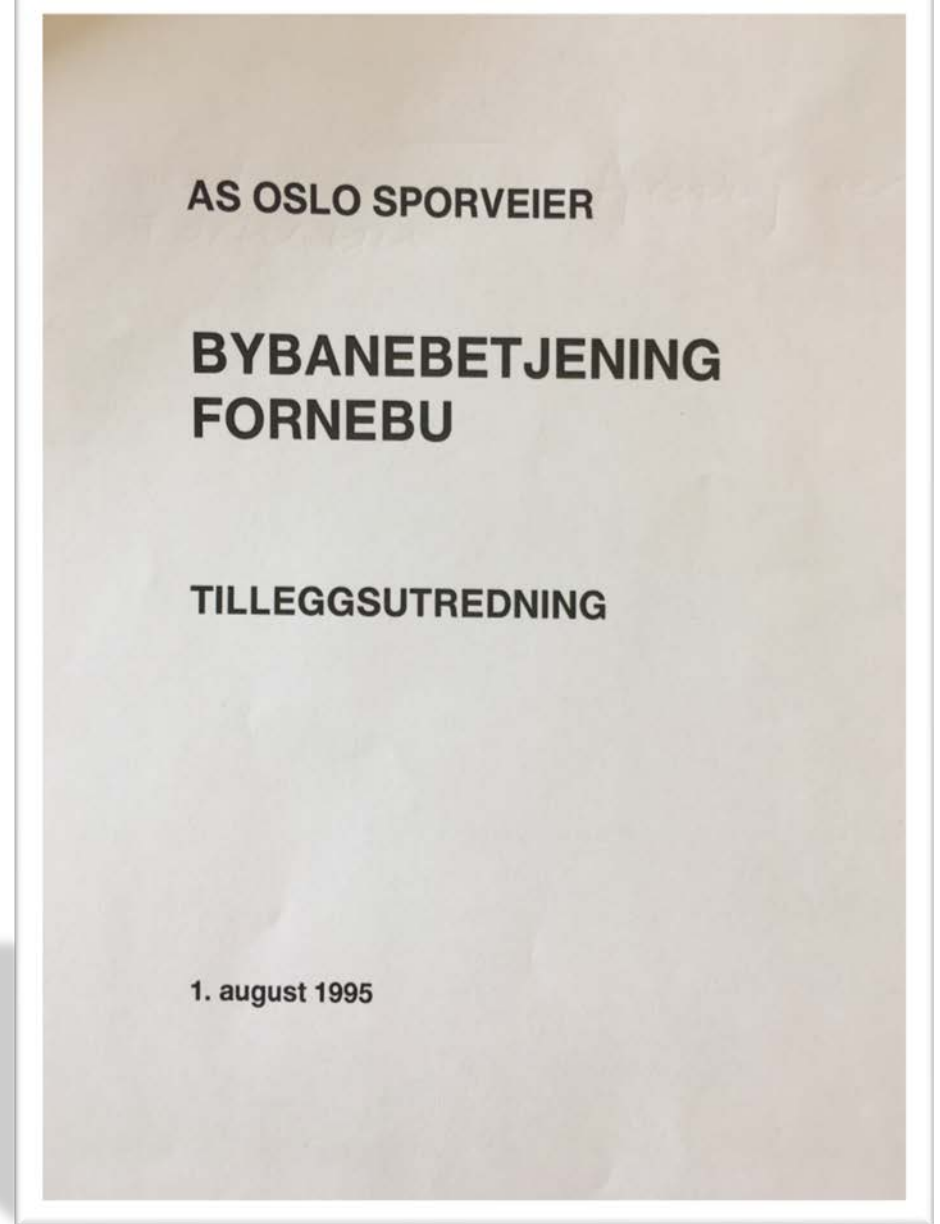 AS OSLO SPORVEIER
BYBANEBETJENING
FORNEBU
TILLEGGSUTREDNING
1. august 1995